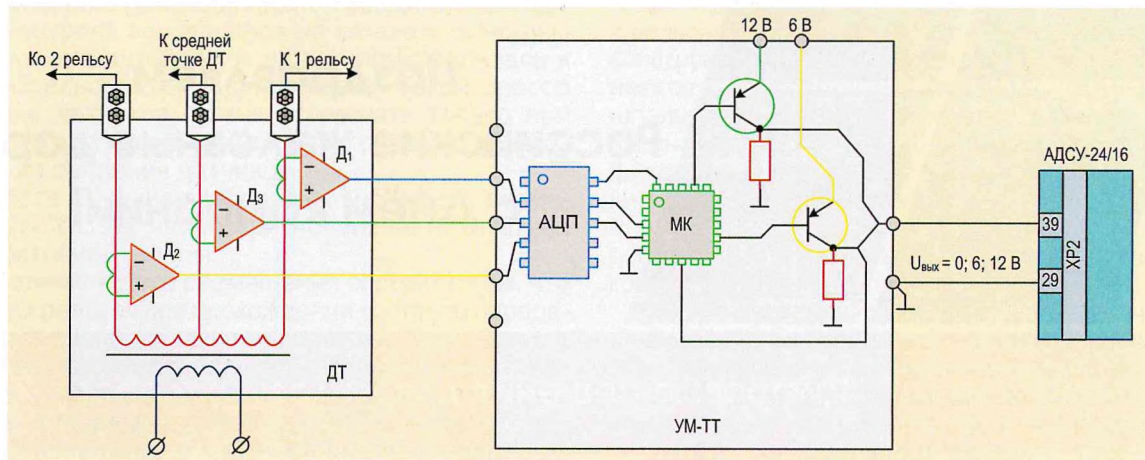 Ко 2 рельсу
К средней
точке ДТ
К 1 рельсу
Д₁
Д₃
Д₂
ДТ
12 В
6 В
АЦП
МК
УМ-ТТ
Uвых = 0; 6; 12 В
АДСУ-24/16
39
29
ХР2